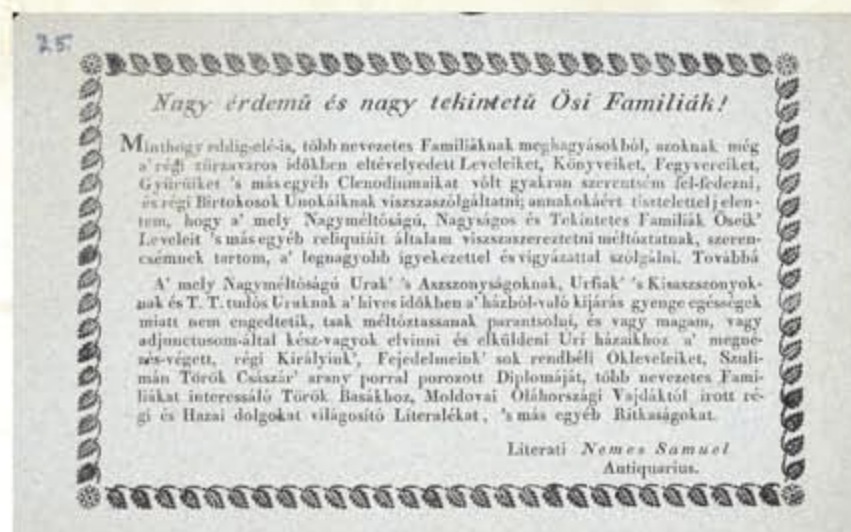 25.
Nagy érdemű és nagy tekintetű Ősi Familiák!
Minthogy eddig-elé-is, több nevezetes Familiáknak meghagyásokból, azoknak még
a' régi zűrzavaros időkben eltévelyedett Leveleiket, Könyveiket, Fegyvereiket,
Gyűrűiket 's más egyéb Clenodiumaikat vólt gyakran szerentsém fel-fedezni,
és régi Birtokosok Unokáiknak viszszaszólgáltatni; annakokáért tisztelettel jelen-
tem, hogy a' mely Nagyméltóságú, Nagyságos és Tekintetes Familiák Őseik'
Leveleit 's más egyéb reliquiáit általam viszszaszereztetni méltóztatnak, szeren-
csémnek tartom, a' legnagyobb igyekezettel és vigyázattal szolgálni. Továbbá
A' mely Nagyméltóságú Urak' 's Aszszonyságoknak, Urfiak' 's Kisaszszonyok-
nak és T. T. tudós Uraknak a' hives időkben a' házból-való kijárás gyenge egésségek
miatt nem engedtetik, tsak méltóztassanak parantsolni, és vagy magam, vagy
adjunctusom-által kész-vagyok elvinni és elküldeni Uri házaikhoz a' megné-
zés-végett, régi Királyink', Fejedelmeink' sok rendbéli Okleveleiket, Szuli-
mán Török Császár' arany porral porozott Diplomáját, több nevezetes Fami-
liákat interessáló Török Basákhoz, Moldovai Oláhországi Vajdáktól irott ré-
gi és Hazai dolgokat világosító Literalékat, 's más egyéb Ritkaságokat.
Literati Nemes Samuel
Antiquarius.